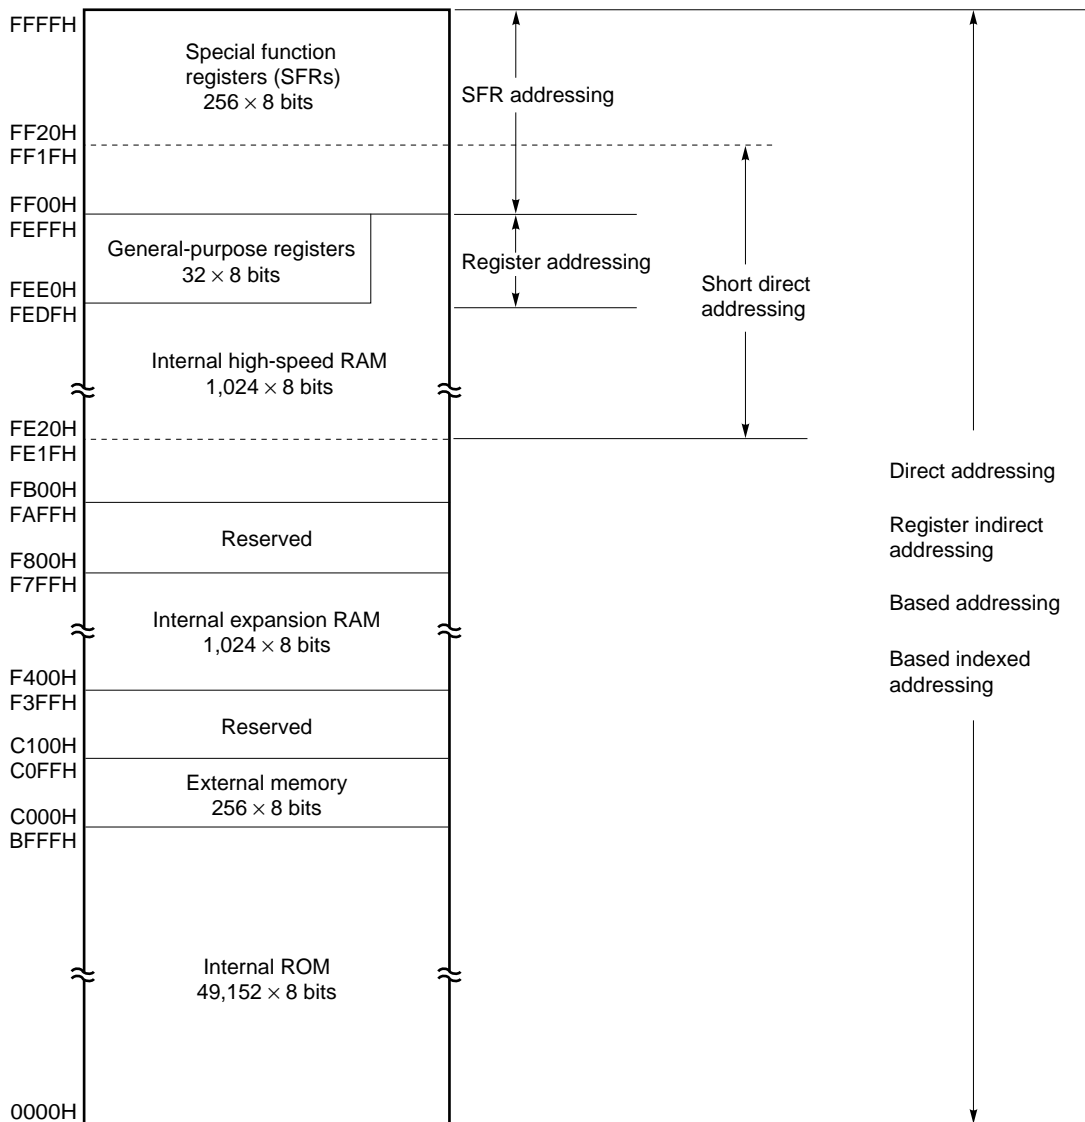 FFFFH
Special function
registers (SFRs)
256 × 8 bits
SFR addressing
FF20H
FF1FH
FF00H
FEFFH
General-purpose registers
32 × 8 bits
Register addressing
Short direct
addressing
FEE0H
FEDFH
Internal high-speed RAM
1,024 × 8 bits
FE20H
FE1FH
FB00H
FAFFH
Reserved
F800H
F7FFH
Internal expansion RAM
1,024 × 8 bits
F400H
F3FFH
Reserved
C100H
C0FFH
External memory
256 × 8 bits
C000H
BFFFH
Internal ROM
49,152 × 8 bits
0000H
Direct addressing
Register indirect
addressing
Based addressing
Based indexed
addressing